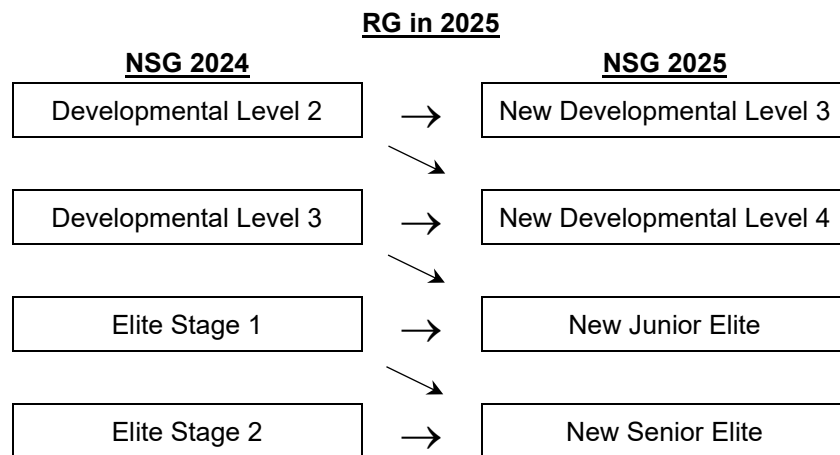 RG in 2025
NSG 2024 NSG 2025
Developmental Level 2 → New Developmental Level 3
Developmental Level 3 → New Developmental Level 4
Elite Stage 1 → New Junior Elite
Elite Stage 2 → New Senior Elite